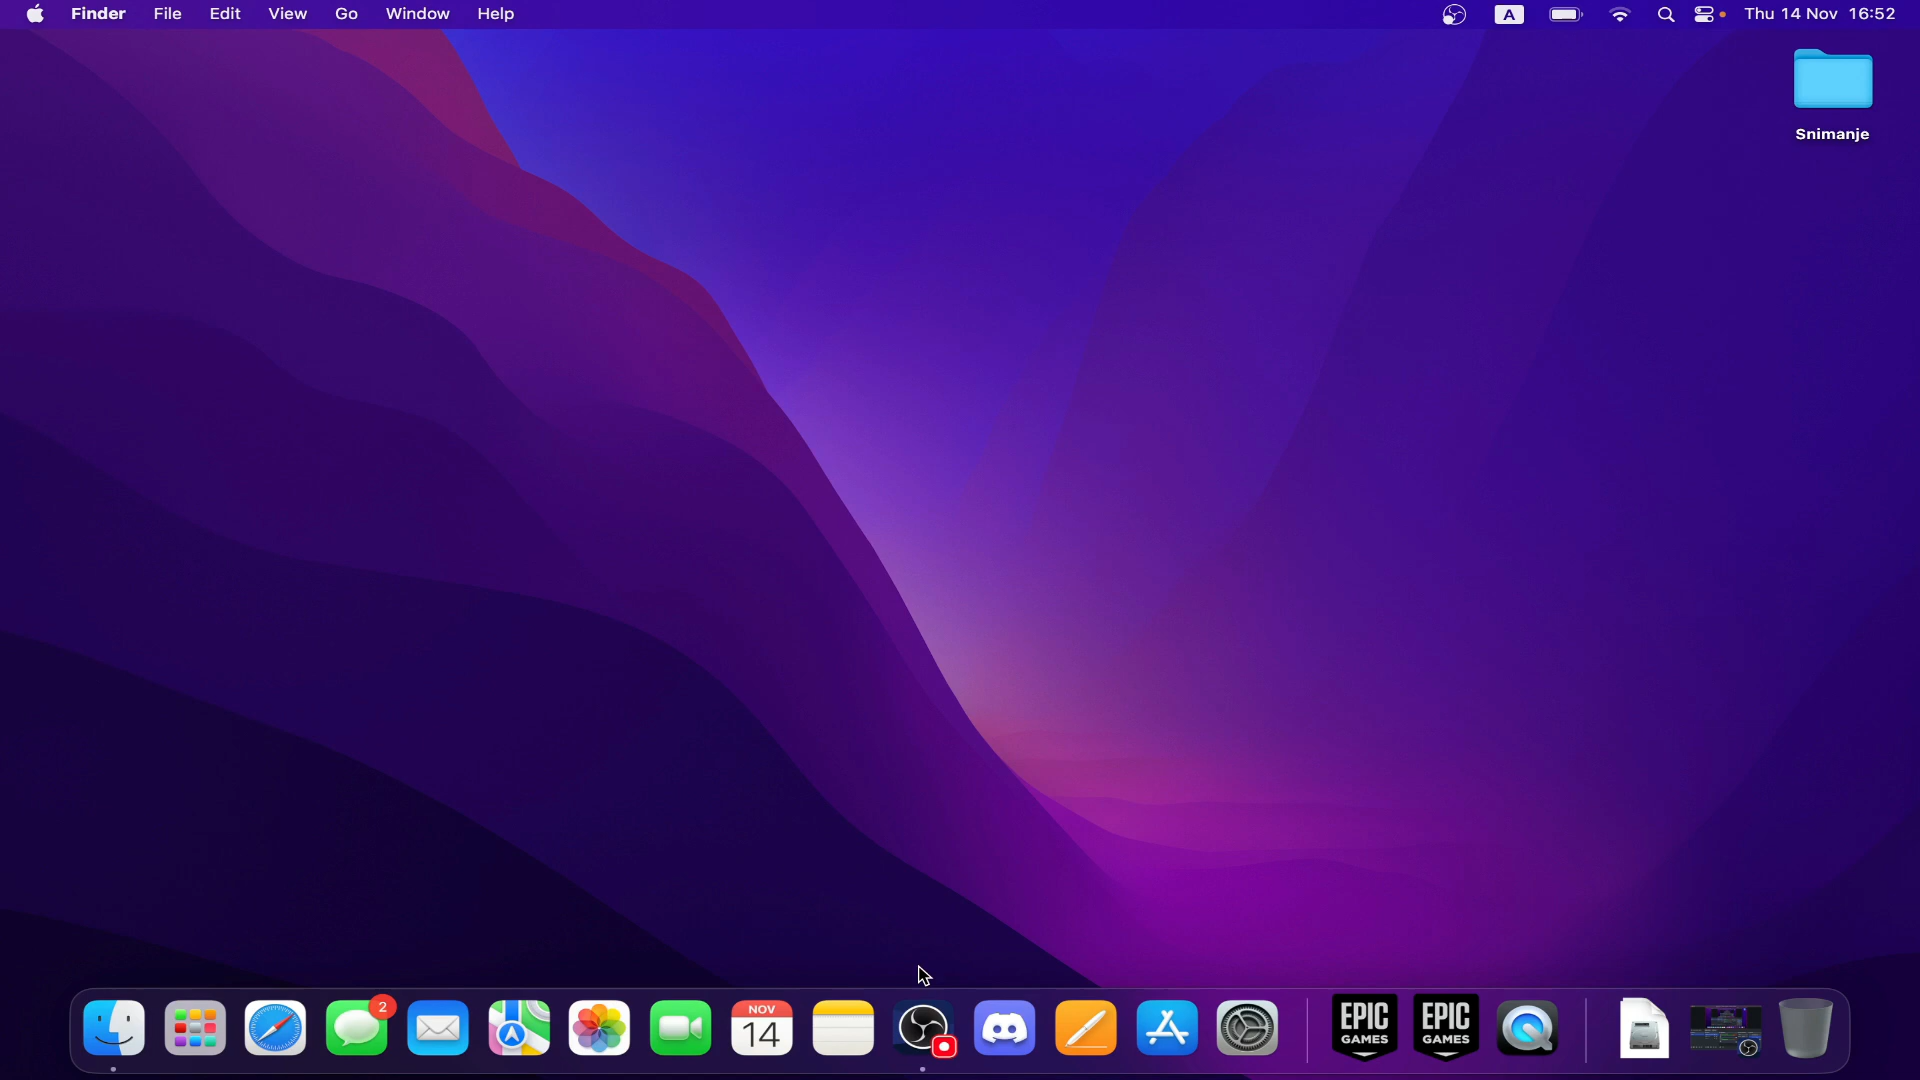 Finder File Edit View Go Window Help A Thu 14 Nov 16:52
Snimanje
2
NOV
14
EPIC
GAMES
EPIC
GAMES